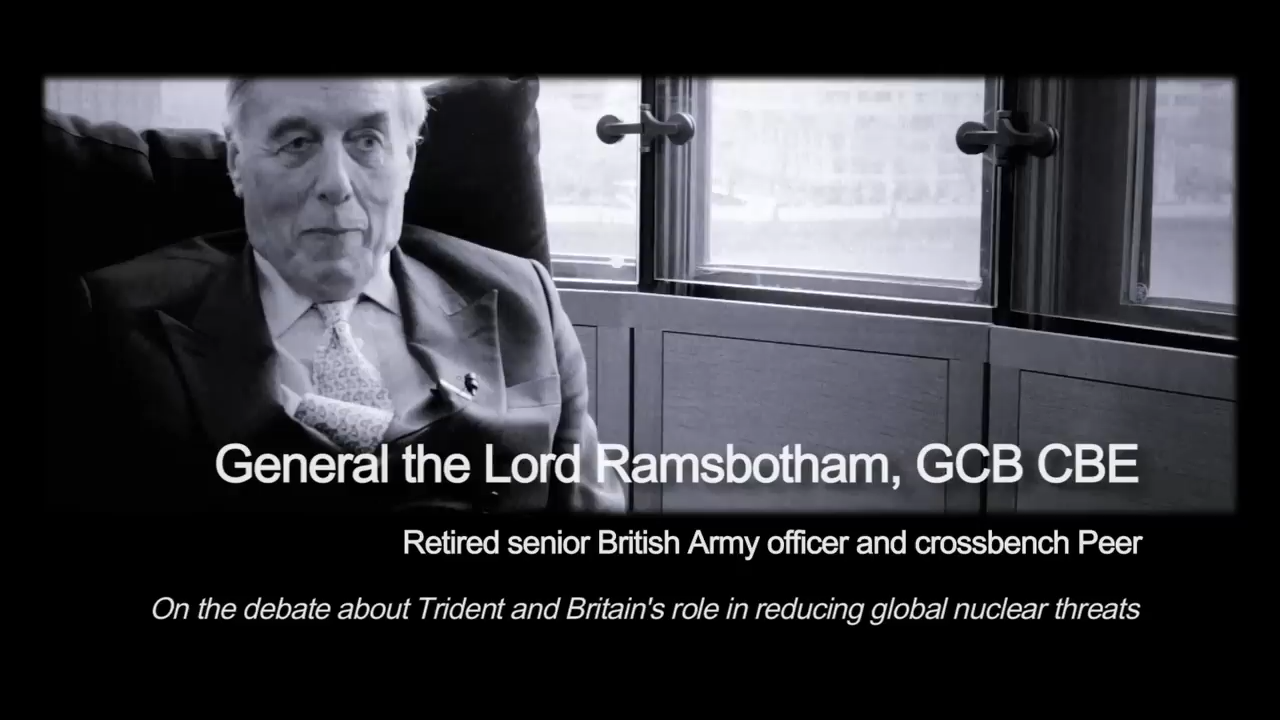 General the Lord Ramsbotham, GCB CBE
Retired senior British Army officer and crossbench Peer
On the debate about Trident and Britain's role in reducing global nuclear threats